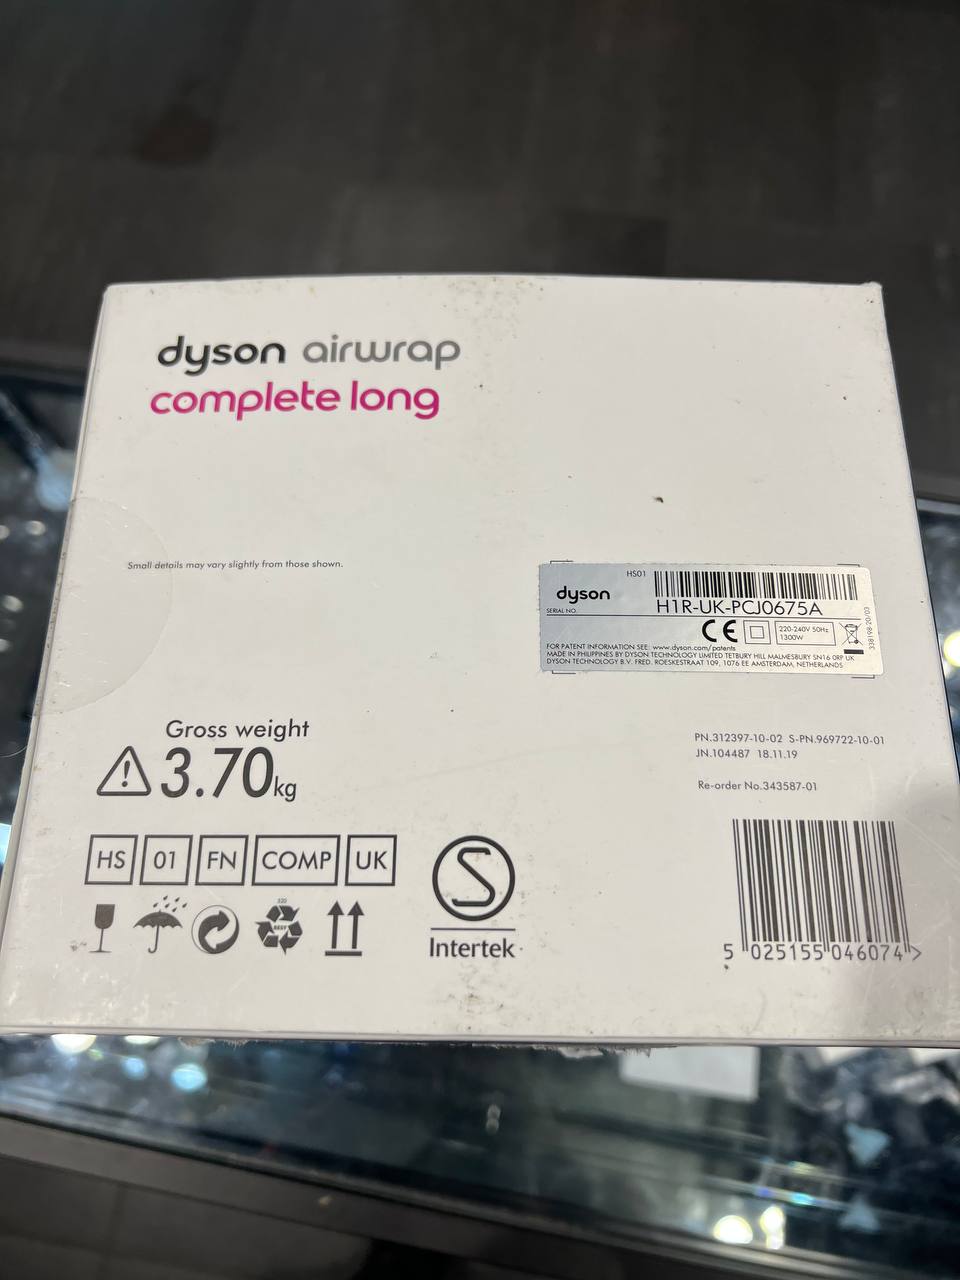 dyson airwrap
complete long
Small details may vary slightly from those shown.
HS01
dyson
SERIAL NO.
H1R-UK-PCJ0675A
CE
220-240V 50Hz
1300W
338198-20/03
FOR PATENT INFORMATION SEE: www.dyson.com/patents
MADE IN PHILIPPINES BY DYSON TECHNOLOGY LIMITED TETBURY HILL MALMESBURY SN16 0RP UK
DYSON TECHNOLOGY B.V. FRED. ROESKESTRAAT 109, 1076 EE AMSTERDAM, NETHERLANDS
Gross weight
3.70kg
PN.312397-10-02 S-PN.969722-10-01
JN.104487 18.11.19
Re-order No.343587-01
HS 01 FN COMP UK
S
Intertek
5 025155 046074 >